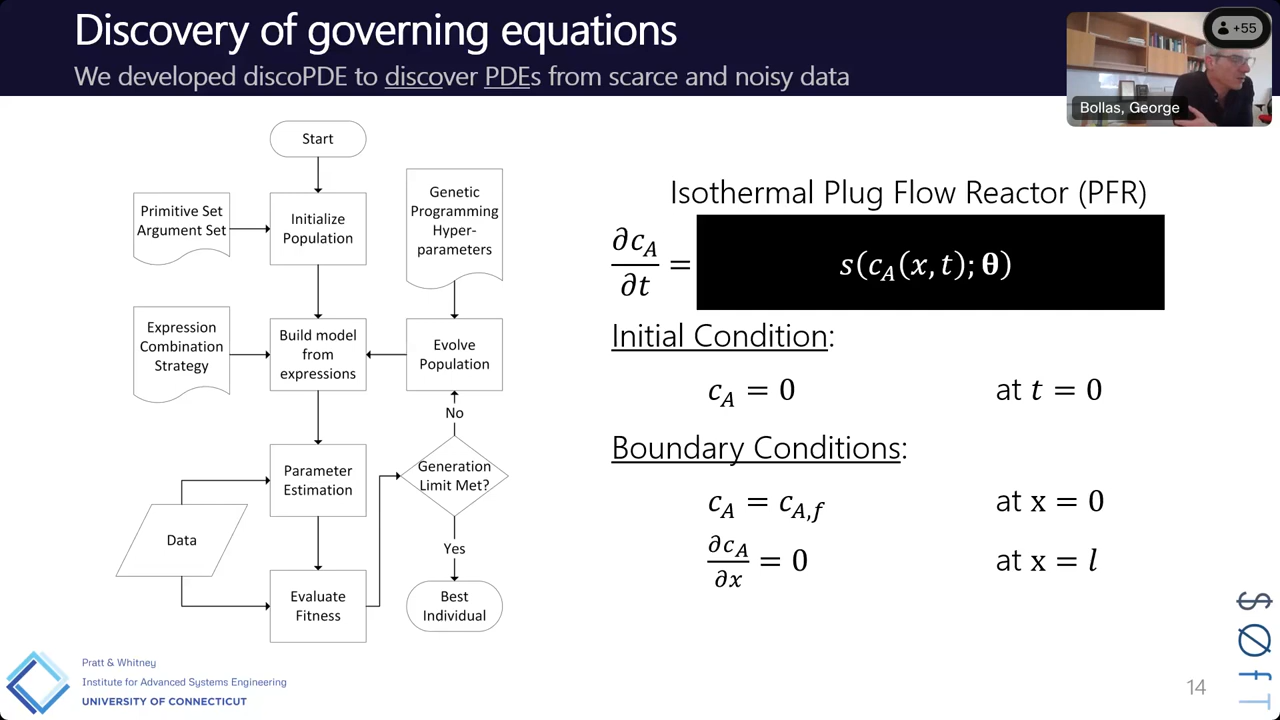 Discovery of governing equations
We developed discoPDE to discover PDEs from scarce and noisy data
+55
Bollas, George
Start
Primitive Set
Argument Set
Initialize
Population
Genetic
Programming
Hyper-
parameters
Expression
Combination
Strategy
Build model
from
expressions
Evolve
Population
No
Parameter
Estimation
Generation
Limit Met?
Data
Yes
Evaluate
Fitness
Best
Individual
Isothermal Plug Flow Reactor (PFR)
∂c_A/∂t = s(c_A(x, t); θ)
Initial Condition:
c_A = 0 at t = 0
Boundary Conditions:
c_A = c_{A,f} at x = 0
∂c_A/∂x = 0 at x = l
Pratt & Whitney
Institute for Advanced Systems Engineering
UNIVERSITY OF CONNECTICUT
14